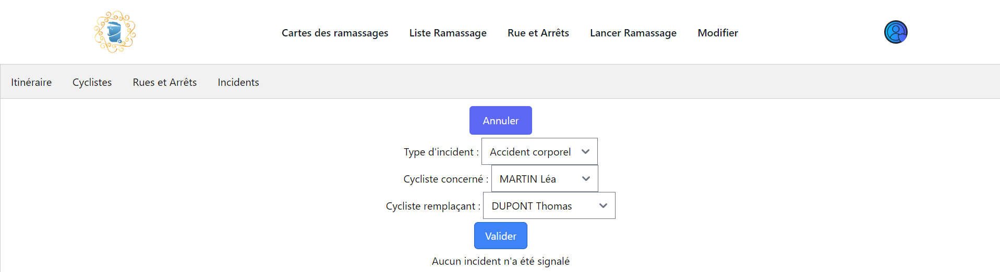 Cartes des ramassages Liste Ramassage Rue et Arrêts Lancer Ramassage Modifier
Itinéraire Cyclistes Rues et Arrêts Incidents
Annuler
Type d'incident : Accident corporel
Cycliste concerné : MARTIN Léa
Cycliste remplaçant : DUPONT Thomas
Valider
Aucun incident n'a été signalé